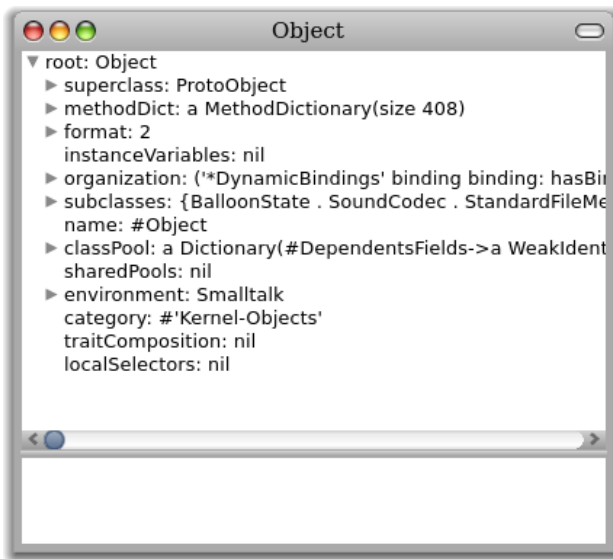 Object
root: Object
superclass: ProtoObject
methodDict: a MethodDictionary(size 408)
format: 2
instanceVariables: nil
organization: ('*DynamicBindings' binding binding: hasBin
subclasses: {BalloonState . SoundCodec . StandardFileMe
name: #Object
classPool: a Dictionary(#DependentsFields->a WeakIdent
sharedPools: nil
environment: Smalltalk
category: #'Kernel-Objects'
traitComposition: nil
localSelectors: nil